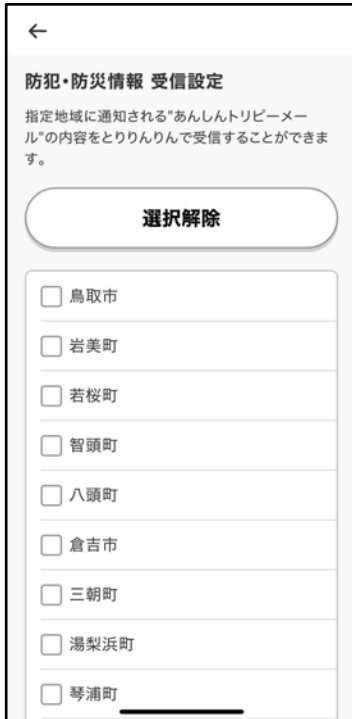 防犯・防災情報 受信設定
指定地域に通知される"あんしんトリピーメー
ル"の内容をとりりんりんで受信することができま
す。
選択解除
鳥取市
岩美町
若桜町
智頭町
八頭町
倉吉市
三朝町
湯梨浜町
琴浦町